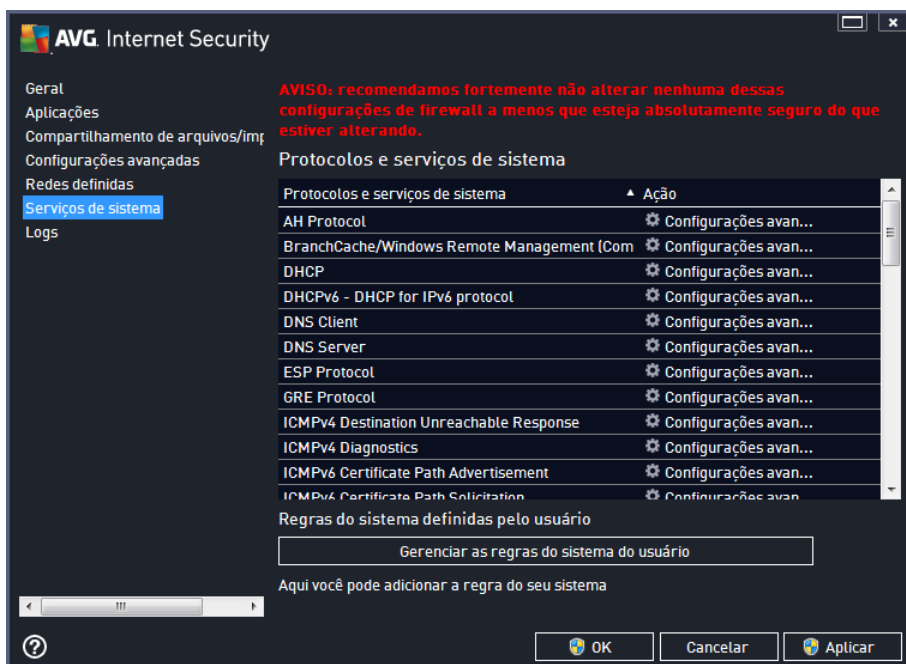 AVG. Internet Security
Geral
Aplicações
Compartilhamento de arquivos/imp
Configurações avançadas
Redes definidas
Serviços de sistema
Logs
AVISO: recomendamos fortemente não alterar nenhuma dessas
configurações de firewall a menos que esteja absolutamente seguro do que
estiver alterando.
Protocolos e serviços de sistema
Protocolos e serviços de sistema Ação
AH Protocol Configurações avan...
BranchCache/Windows Remote Management (Com Configurações avan...
DHCP Configurações avan...
DHCPv6 - DHCP for IPv6 protocol Configurações avan...
DNS Client Configurações avan...
DNS Server Configurações avan...
ESP Protocol Configurações avan...
GRE Protocol Configurações avan...
ICMPv4 Destination Unreachable Response Configurações avan...
ICMPv4 Diagnostics Configurações avan...
ICMPv6 Certificate Path Advertisement Configurações avan...
ICMPv6 Certificate Path Solicitation Configurações avan...
Regras do sistema definidas pelo usuário
Gerenciar as regras do sistema do usuário
Aqui você pode adicionar a regra do seu sistema
OK Cancelar Aplicar